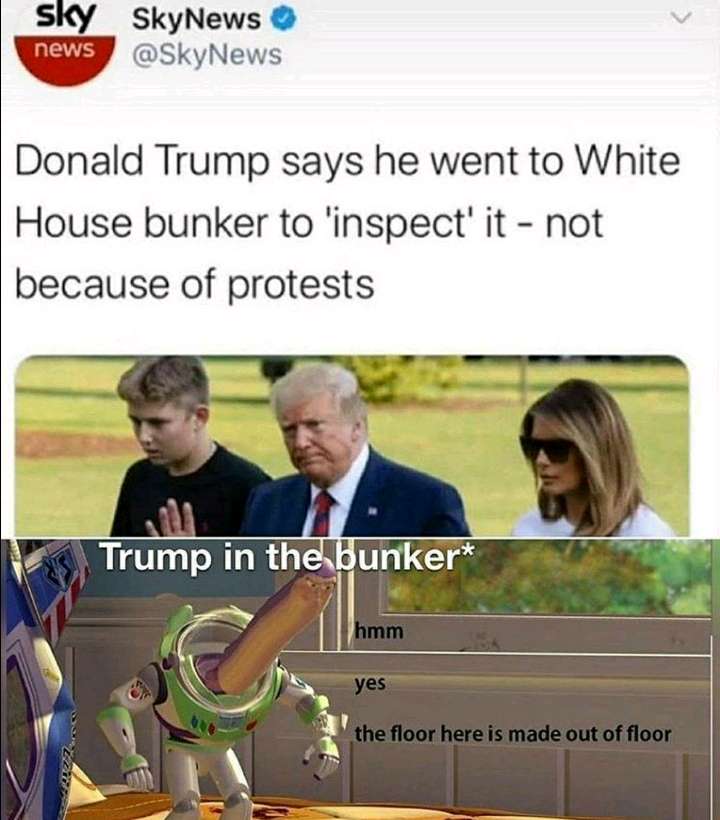 sky
news
SkyNews
@SkyNews
Donald Trump says he went to White
House bunker to 'inspect' it - not
because of protests
Trump in the bunker*
hmm
yes
the floor here is made out of floor